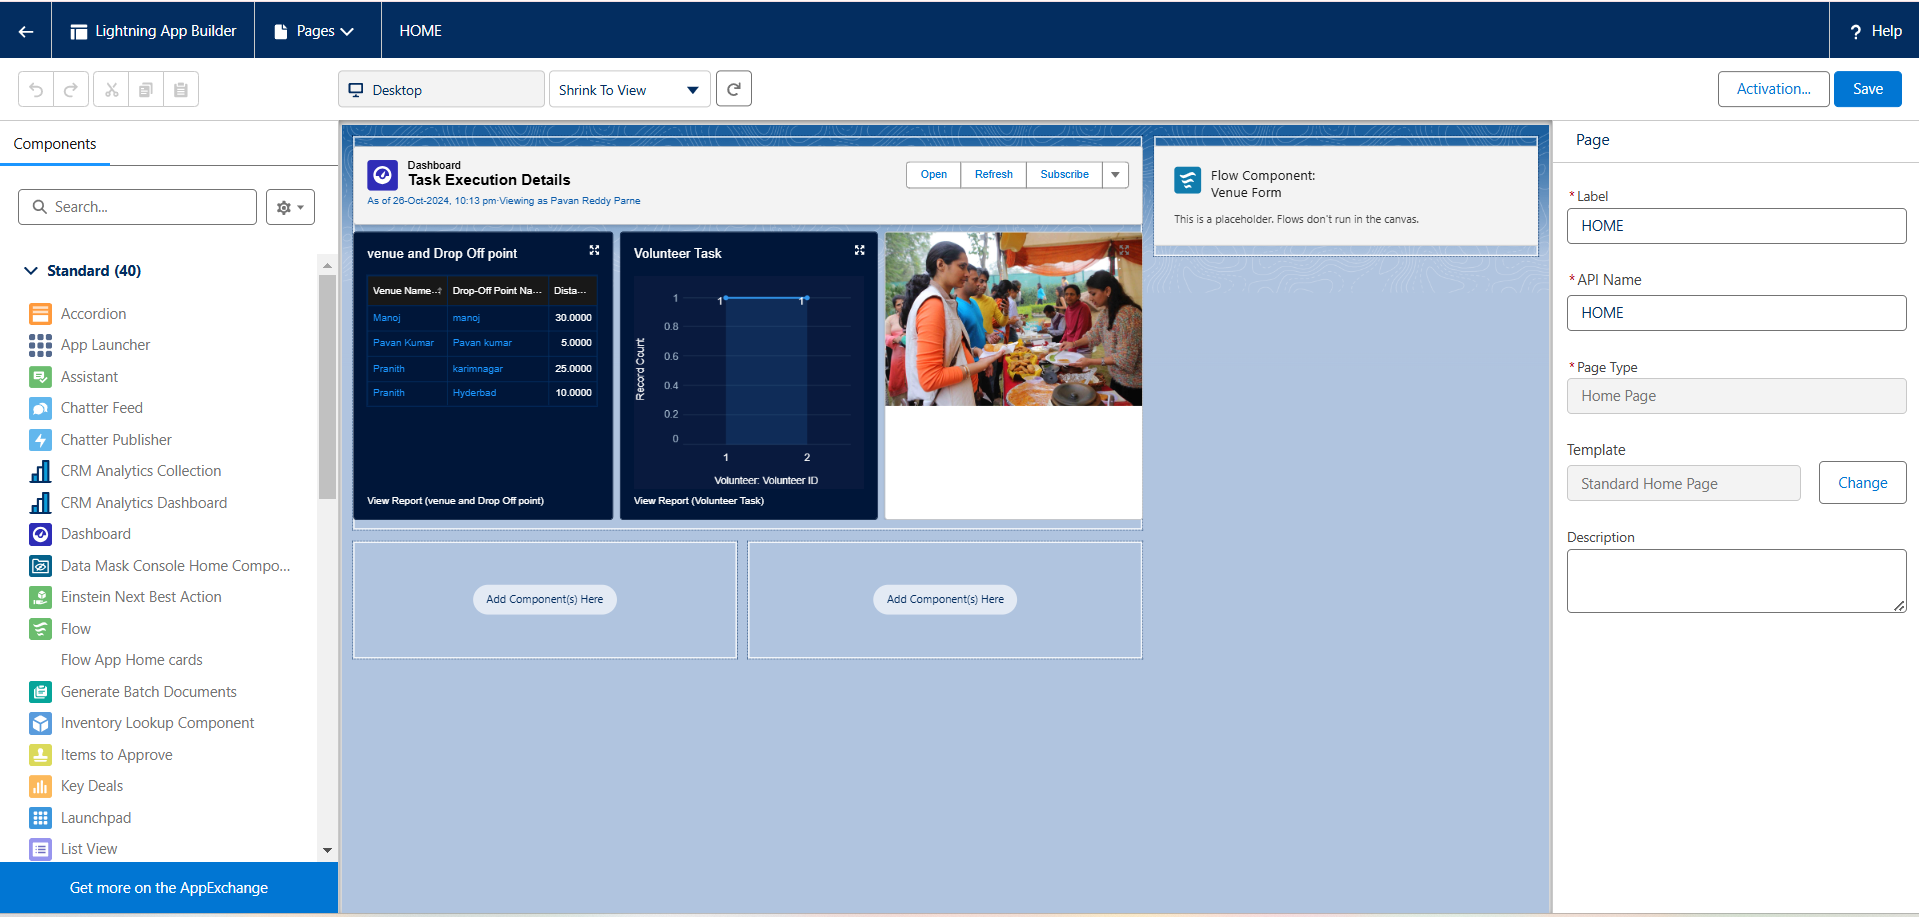 Lightning App Builder
Pages
HOME
? Help
Desktop
Shrink To View
Activation...
Save
Components
Search...
Standard (40)
Accordion
App Launcher
Assistant
Chatter Feed
Chatter Publisher
CRM Analytics Collection
CRM Analytics Dashboard
Dashboard
Data Mask Console Home Compo...
Einstein Next Best Action
Flow
Flow App Home cards
Generate Batch Documents
Inventory Lookup Component
Items to Approve
Key Deals
Launchpad
List View
Get more on the AppExchange
Dashboard
Task Execution Details
As of 26-Oct-2024, 10:13 pm·Viewing as Pavan Reddy Parne
Open
Refresh
Subscribe
venue and Drop Off point
Venue Name... Drop-Off Point Na... Dista...
Manoj manoj 30.0000
Pavan Kumar Pavan kumar 5.0000
Pranith karimnagar 25.0000
Pranith Hyderbad 10.0000
View Report (venue and Drop Off point)
Volunteer Task
Record Count
1
0.8
0.6
0.4
0.2
0
1 1
1 2
Volunteer: Volunteer ID
View Report (Volunteer Task)
Flow Component:
Venue Form
This is a placeholder. Flows don't run in the canvas.
Add Component(s) Here
Add Component(s) Here
Page
* Label
HOME
* API Name
HOME
* Page Type
Home Page
Template
Standard Home Page
Change
Description